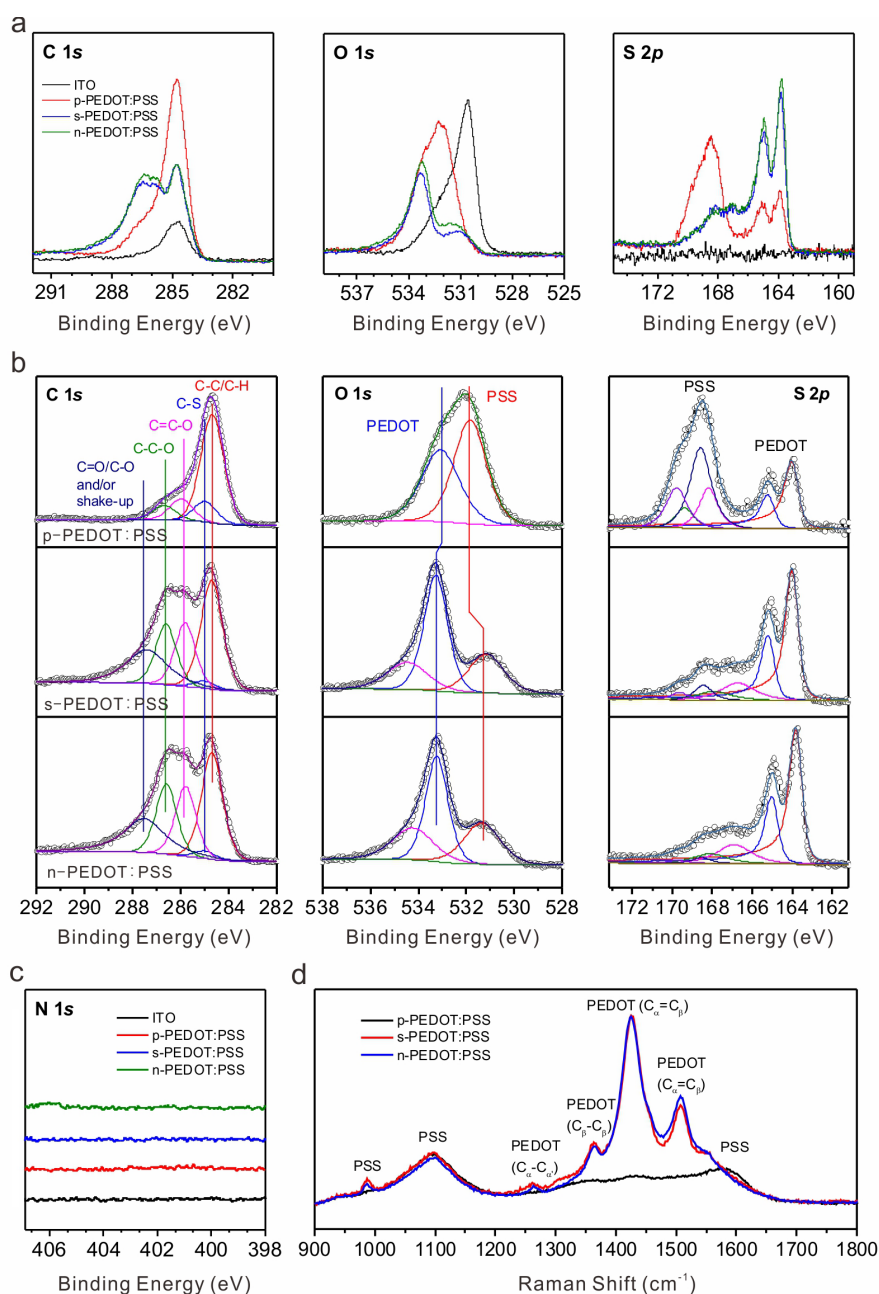 a
C 1s
ITO
p-PEDOT:PSS
s-PEDOT:PSS
n-PEDOT:PSS
291 288 285 282
Binding Energy (eV)
O 1s
537 534 531 528 525
Binding Energy (eV)
S 2p
172 168 164 160
Binding Energy (eV)
b
C 1s
C-C/C-H
C-S
C=C-O
C-C-O
C=O/C-O
and/or
shake-up
p-PEDOT:PSS
s-PEDOT:PSS
n-PEDOT:PSS
292 290 288 286 284 282
Binding Energy (eV)
O 1s
PSS
PEDOT
538 536 534 532 530 528
Binding Energy (eV)
S 2p
PSS
PEDOT
172 170 168 166 164 162
Binding Energy (eV)
c
N 1s
ITO
p-PEDOT:PSS
s-PEDOT:PSS
n-PEDOT:PSS
406 404 402 400 398
Binding Energy (eV)
d
p-PEDOT:PSS
s-PEDOT:PSS
n-PEDOT:PSS
PEDOT (Cα=Cβ)
PEDOT
(Cα=Cβ)
PEDOT
(Cβ-Cβ)
PSS
PSS
PEDOT
(Cα-Cα')
PSS
900 1000 1100 1200 1300 1400 1500 1600 1700 1800
Raman Shift (cm⁻¹)